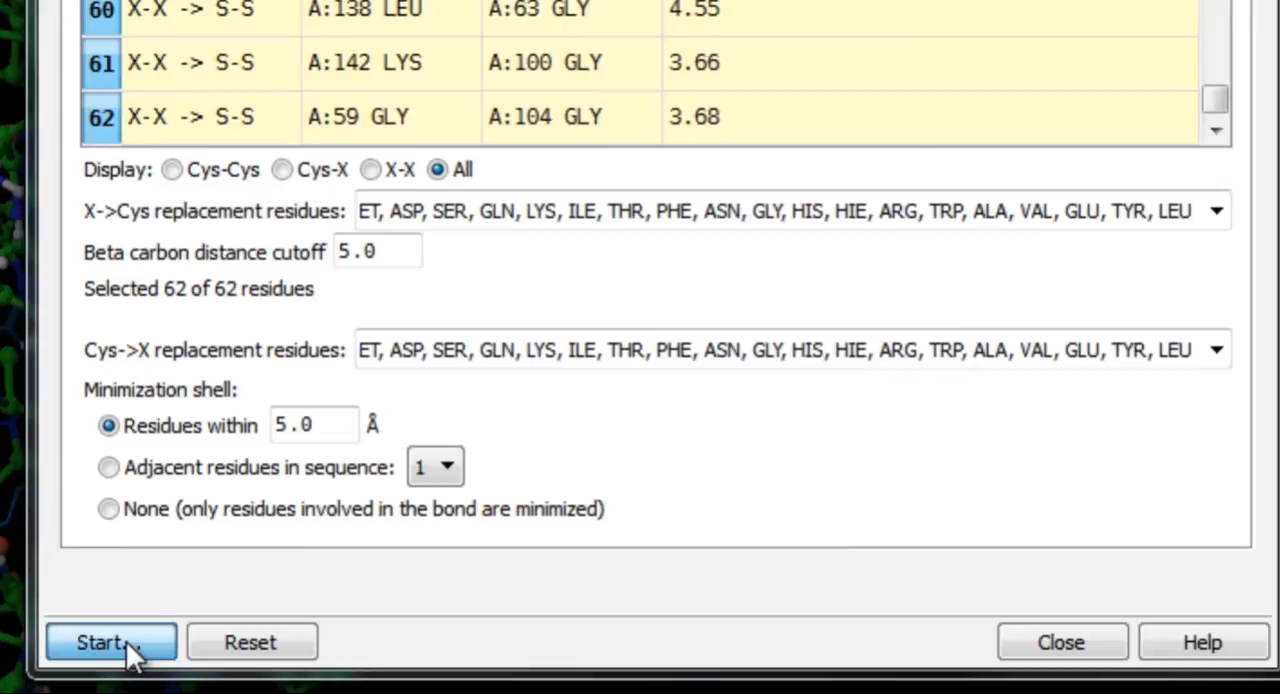 60 X-X -> S-S A:138 LEU A:63 GLY 4.55
61 X-X -> S-S A:142 LYS A:100 GLY 3.66
62 X-X -> S-S A:59 GLY A:104 GLY 3.68
Display: Cys-Cys Cys-X X-X All
X->Cys replacement residues: ET, ASP, SER, GLN, LYS, ILE, THR, PHE, ASN, GLY, HIS, HIE, ARG, TRP, ALA, VAL, GLU, TYR, LEU
Beta carbon distance cutoff 5.0
Selected 62 of 62 residues
Cys->X replacement residues: ET, ASP, SER, GLN, LYS, ILE, THR, PHE, ASN, GLY, HIS, HIE, ARG, TRP, ALA, VAL, GLU, TYR, LEU
Minimization shell:
Residues within 5.0 Å
Adjacent residues in sequence: 1
None (only residues involved in the bond are minimized)
Start... Reset Close Help